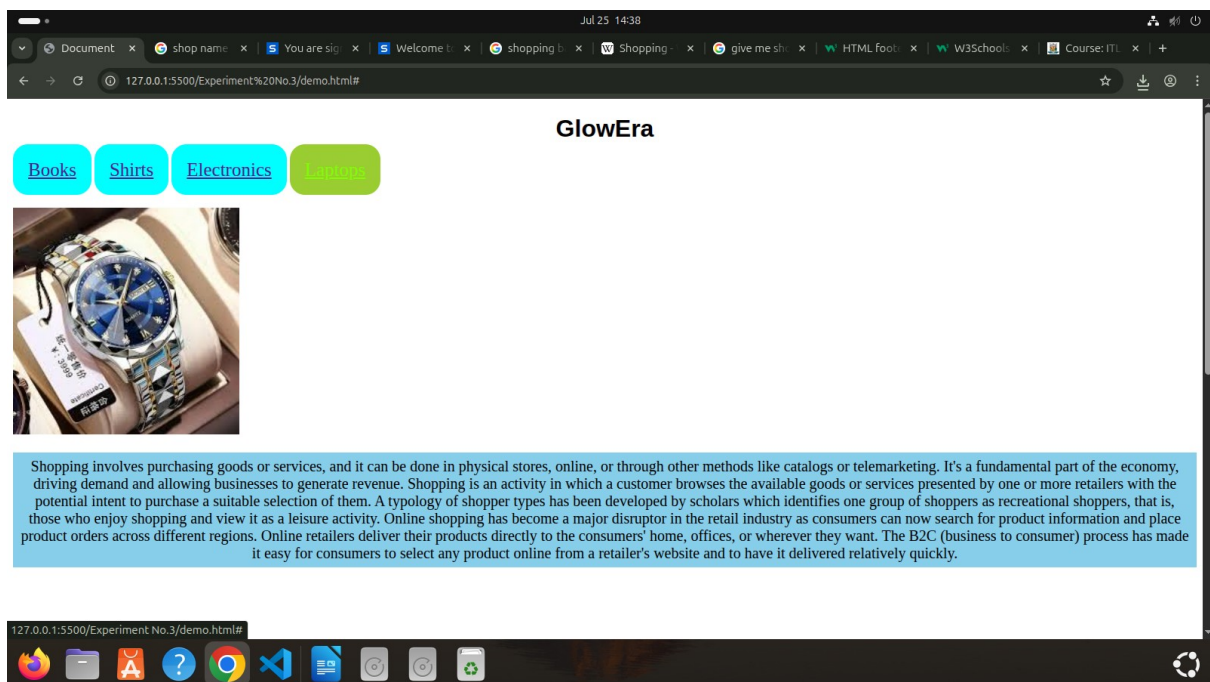 Jul 25 14:38
Document
shop name
You are sig
Welcome t
shopping b
Shopping -
give me sh
HTML foot
W3Schools
Course: ITL
127.0.0.1:5500/Experiment%20No.3/demo.html#
GlowEra
Books Shirts Electronics Laptops
统一零售价
¥: 3999
Certificate
合格证
Shopping involves purchasing goods or services, and it can be done in physical stores, online, or through other methods like catalogs or telemarketing. It's a fundamental part of the economy,
driving demand and allowing businesses to generate revenue. Shopping is an activity in which a customer browses the available goods or services presented by one or more retailers with the
potential intent to purchase a suitable selection of them. A typology of shopper types has been developed by scholars which identifies one group of shoppers as recreational shoppers, that is,
those who enjoy shopping and view it as a leisure activity. Online shopping has become a major disruptor in the retail industry as consumers can now search for product information and place
product orders across different regions. Online retailers deliver their products directly to the consumers' home, offices, or wherever they want. The B2C (business to consumer) process has made
it easy for consumers to select any product online from a retailer's website and to have it delivered relatively quickly.
127.0.0.1:5500/Experiment No.3/demo.html#